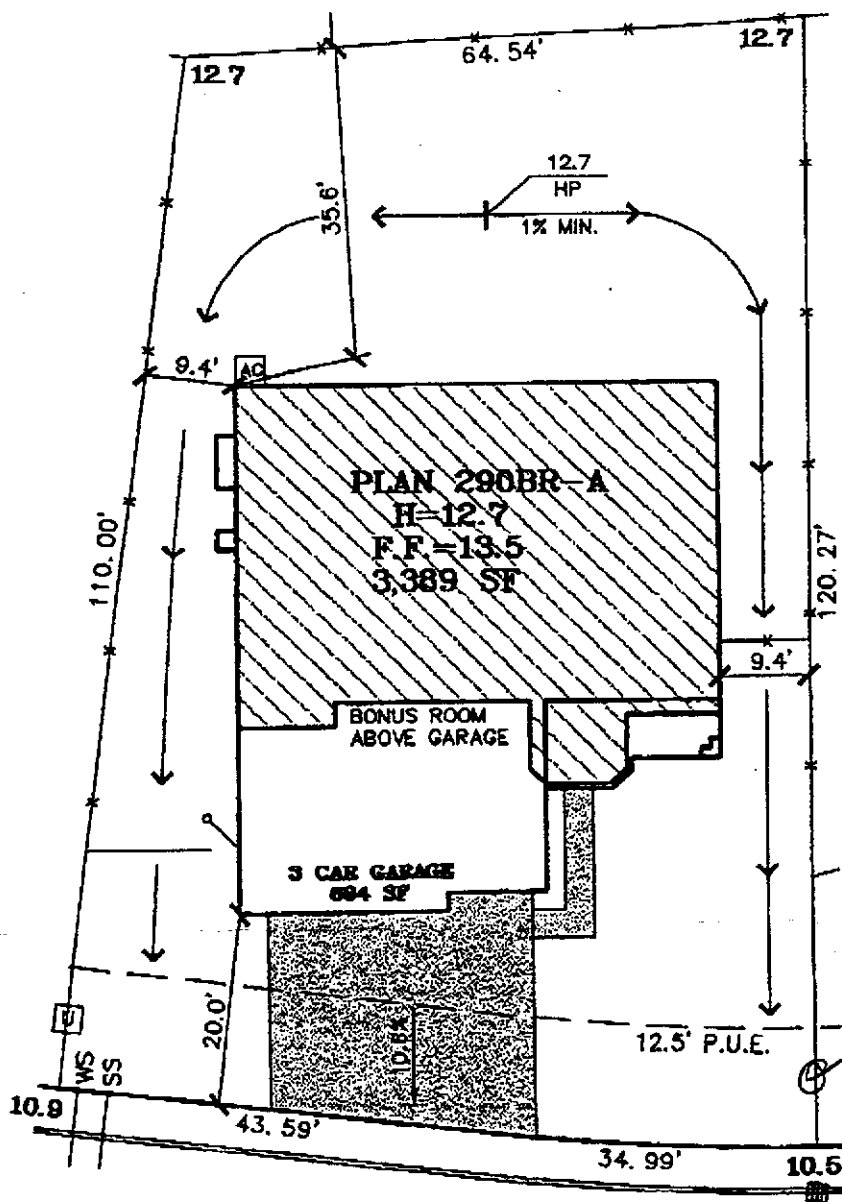 64.54'
12.7
12.7
12.7
HP
1% MIN.
35.6'
9.4'
AC
PLAN 290BR-A
H=12.7
F.F.=13.5
3,389 SF
110.00'
120.27'
9.4'
BONUS ROOM
ABOVE GARAGE
3 CAR GARAGE
694 SF
20.0'
10.8%
12.5' P.U.E.
U
WS
SS
10.9
43.59'
34.99'
10.5